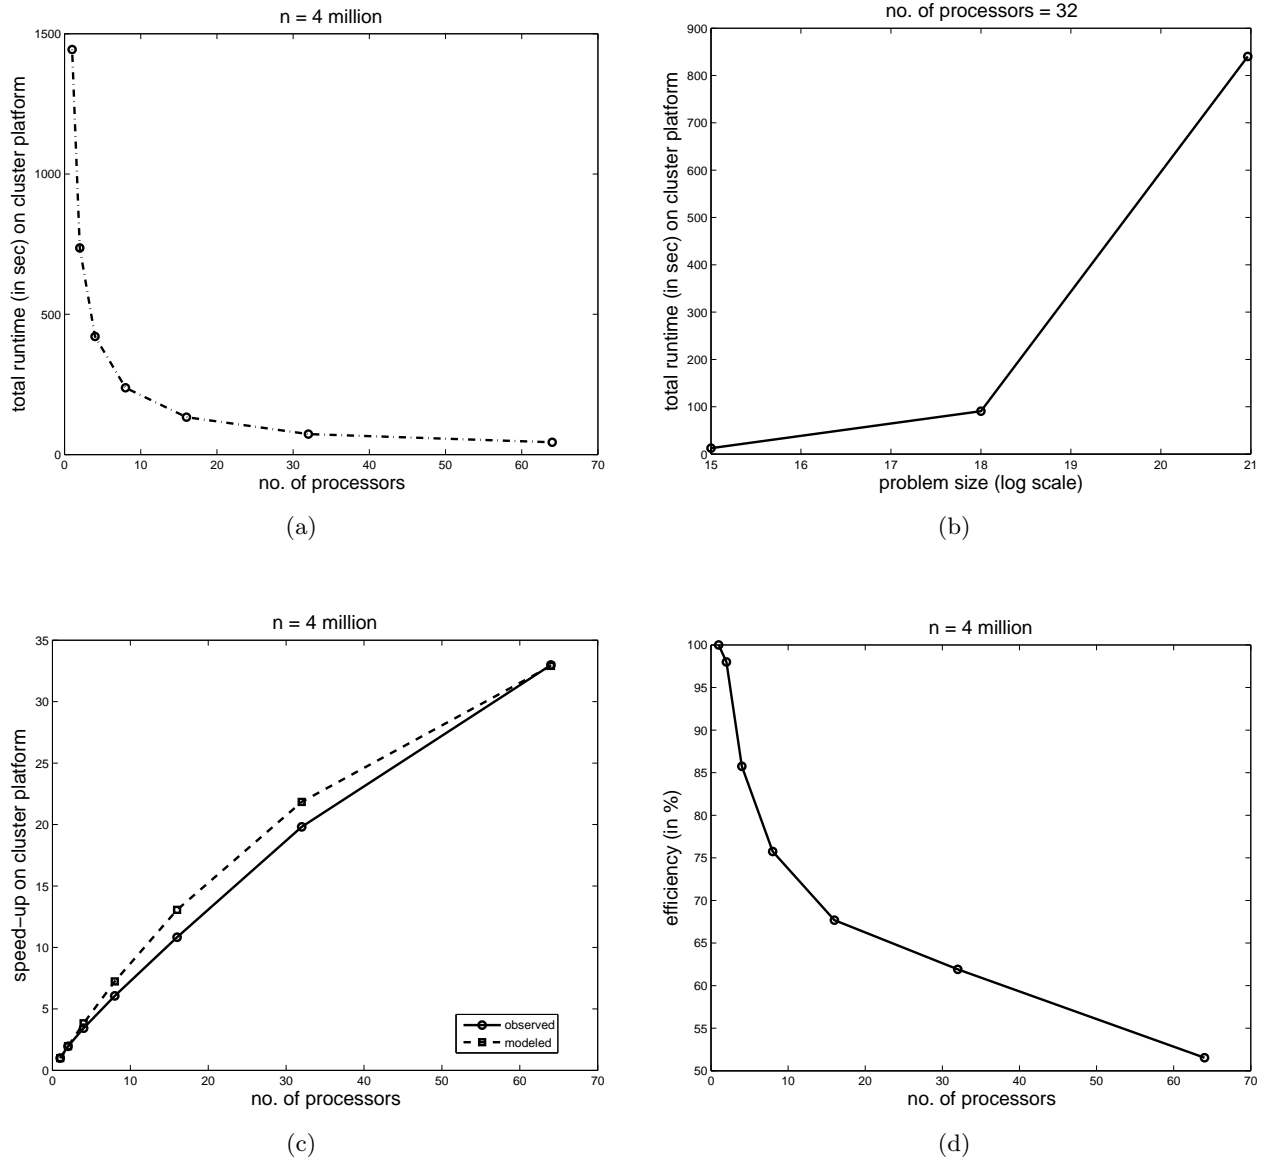 n = 4 million
1500
1000
500
0
0 10 20 30 40 50 60 70
total runtime (in sec) on cluster platform
no. of processors
(a)
no. of processors = 32
900
800
700
600
500
400
300
200
100
0
15 16 17 18 19 20 21
total runtime (in sec) on cluster platform
problem size (log scale)
(b)
n = 4 million
35
30
25
20
15
10
5
0
0 10 20 30 40 50 60 70
speed-up on cluster platform
observed
modeled
no. of processors
(c)
n = 4 million
100
95
90
85
80
75
70
65
60
55
50
0 10 20 30 40 50 60 70
efficiency (in %)
no. of processors
(d)